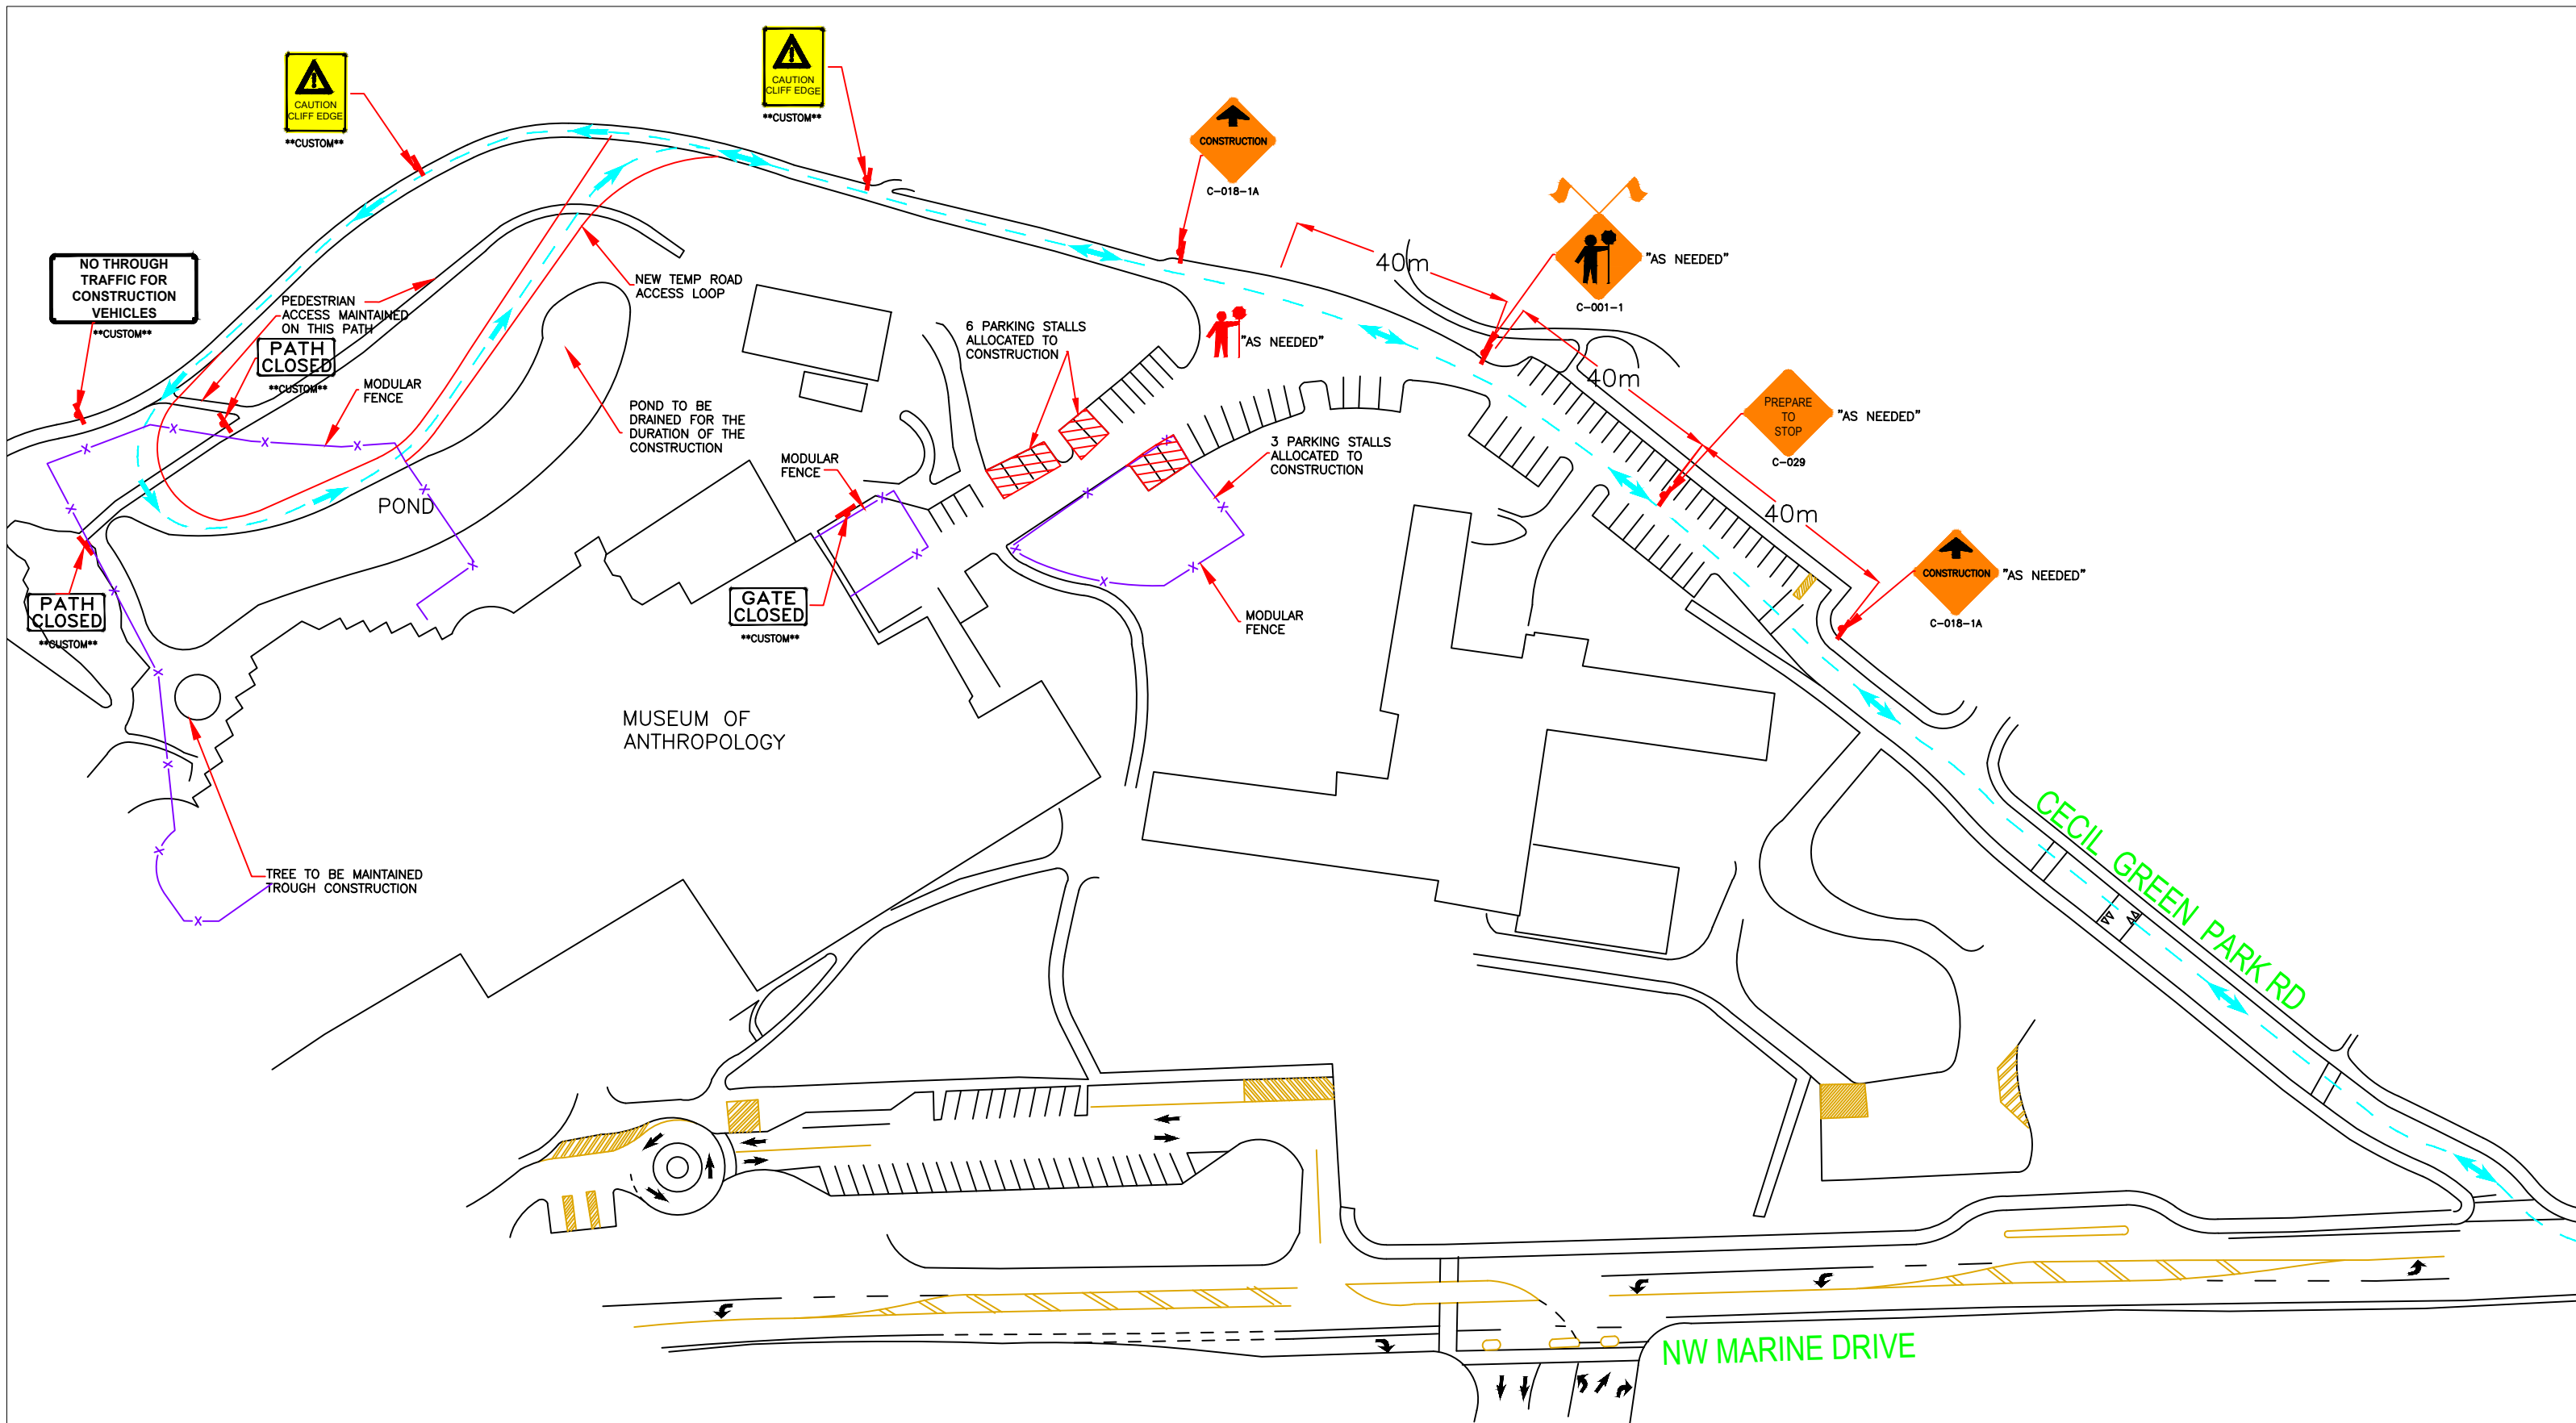 CAUTION
CLIFF EDGE
**CUSTOM**
CAUTION
CLIFF EDGE
**CUSTOM**
CONSTRUCTION
C-018-1A
"AS NEEDED"
C-001-1
40m
NO THROUGH
TRAFFIC FOR
CONSTRUCTION
VEHICLES
**CUSTOM**
PEDESTRIAN
ACCESS MAINTAINED
ON THIS PATH
NEW TEMP ROAD
ACCESS LOOP
PATH
CLOSED
**CUSTOM**
MODULAR
FENCE
6 PARKING STALLS
ALLOCATED TO
CONSTRUCTION
"AS NEEDED"
40m
PREPARE
TO
STOP
"AS NEEDED"
C-029
POND TO BE
DRAINED FOR THE
DURATION OF THE
CONSTRUCTION
3 PARKING STALLS
ALLOCATED TO
CONSTRUCTION
MODULAR
FENCE
POND
40m
CONSTRUCTION
"AS NEEDED"
C-018-1A
PATH
CLOSED
**CUSTOM**
GATE
CLOSED
**CUSTOM**
MODULAR
FENCE
MUSEUM OF
ANTHROPOLOGY
TREE TO BE MAINTAINED
TROUGH CONSTRUCTION
CECIL GREEN PARK RD
NW MARINE DRIVE